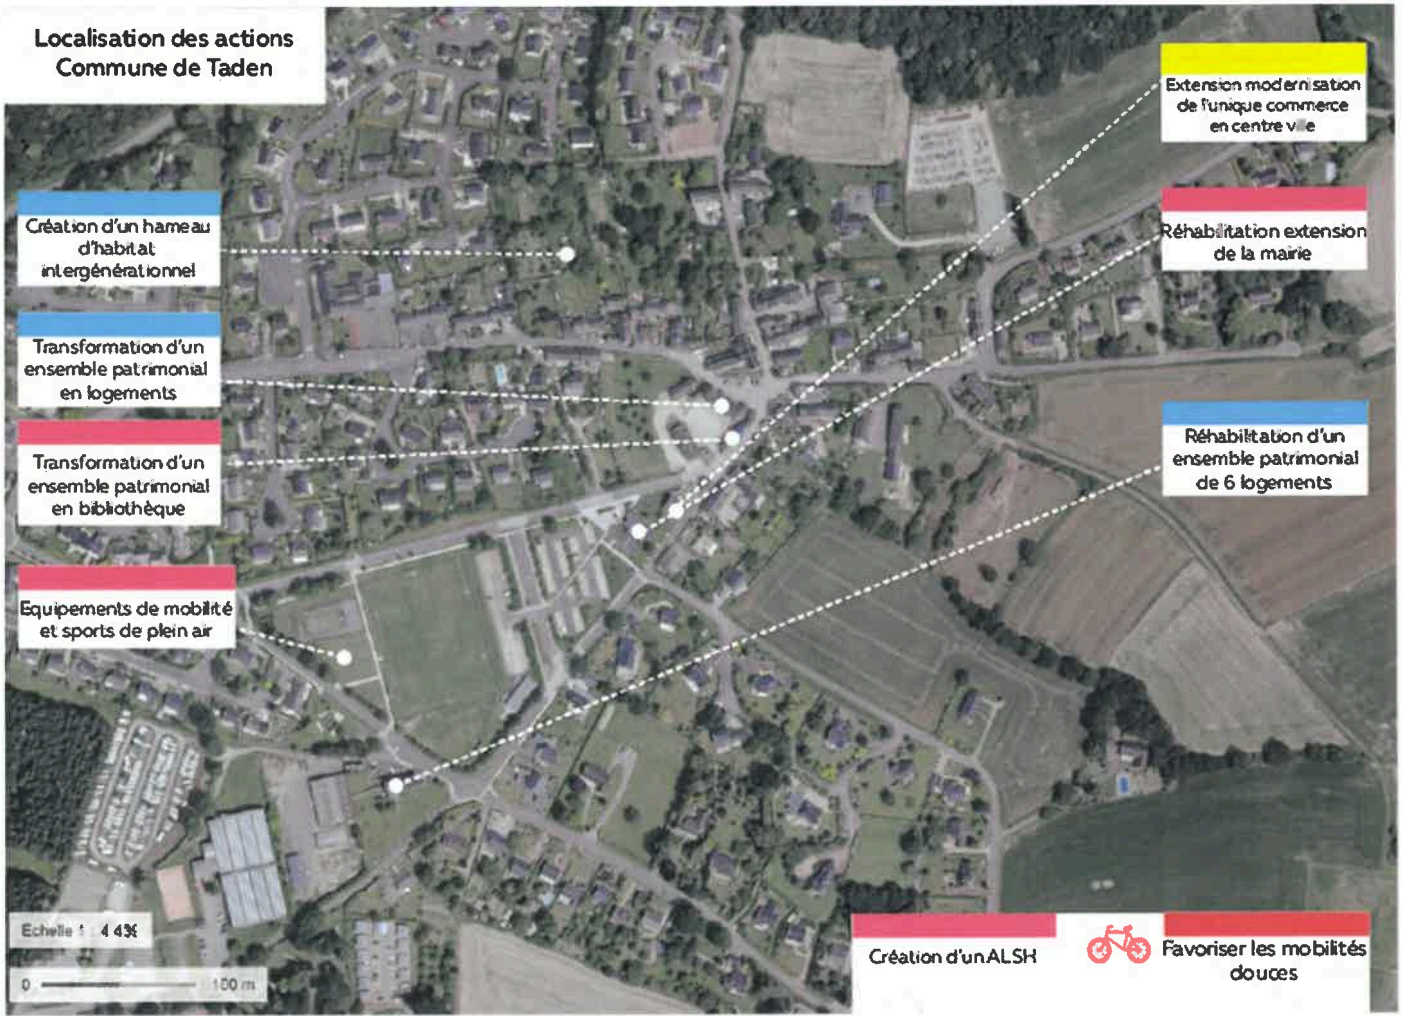 Localisation des actions
Commune de Taden
Extension modernisation
de l'unique commerce
en centre ville
Réhabilitation extension
de la mairie
Création d'un hameau
d'habitat
intergénérationnel
Transformation d'un
ensemble patrimonial
en logements
Transformation d'un
ensemble patrimonial
en bibliothèque
Réhabilitation d'un
ensemble patrimonial
de 6 logements
Equipements de mobilité
et sports de plein air
Echelle 1 :
0 100 m
Création d'un ALSH
Favoriser les mobilités
douces